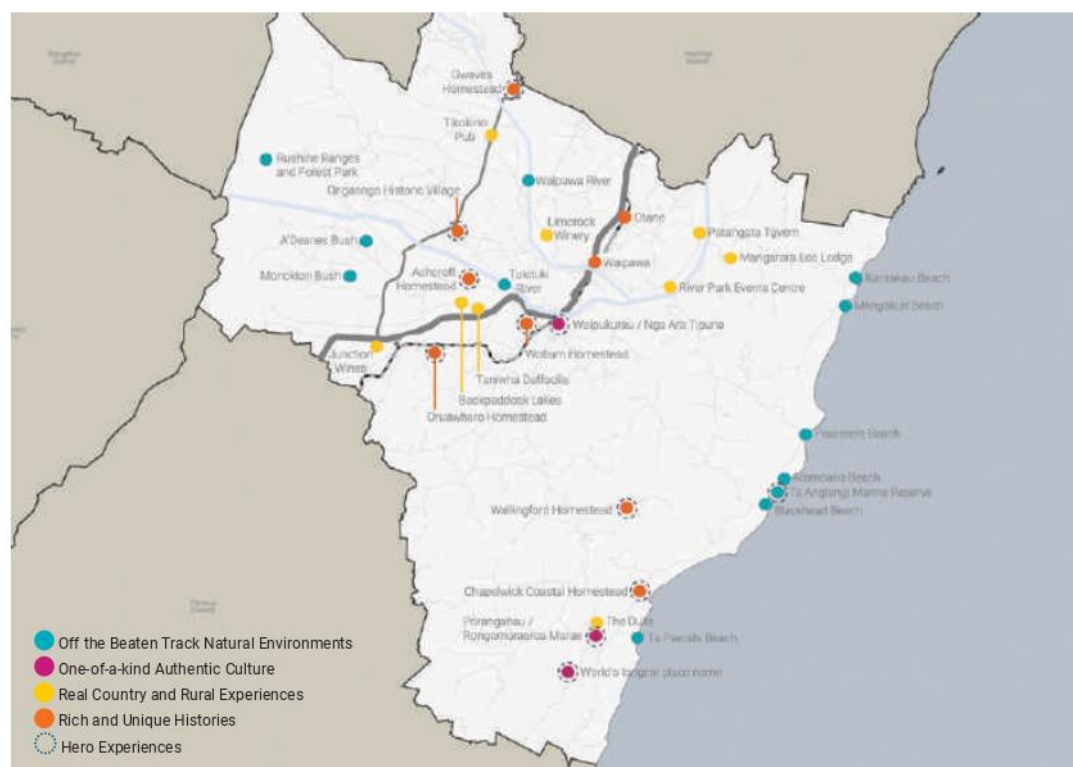 Gwavas
Homestead
Tikokino
Pub
Ruahine Ranges
and Forest Park
Ongaonga Historic Village
Waipawa River
Limerock
Winery
Otane
Patangata Tavern
A'Deanes Bush
Mangarara Eco Lodge
Waipawa
Monckton Bush
Ashcroft
Homestead
Tukituki
River
River Park Events Centre
Kairakau Beach
Mangakuri Beach
Waipukurau / Nga Ara Tipuna
Junction
Wines
Woburn Homestead
Taniwha Daffodils
Backpaddock Lakes
Oruawharo Homestead
Pourerere Beach
Aramoana Beach
Te Angiangi Marine Reserve
Blackhead Beach
Wallingford Homestead
Chapelwick Coastal Homestead
Porangahau /
Rongomaraeroa Marae
The Duke
Te Paerahi Beach
World's longest place name
Off the Beaten Track Natural Environments
One-of-a-kind Authentic Culture
Real Country and Rural Experiences
Rich and Unique Histories
Hero Experiences